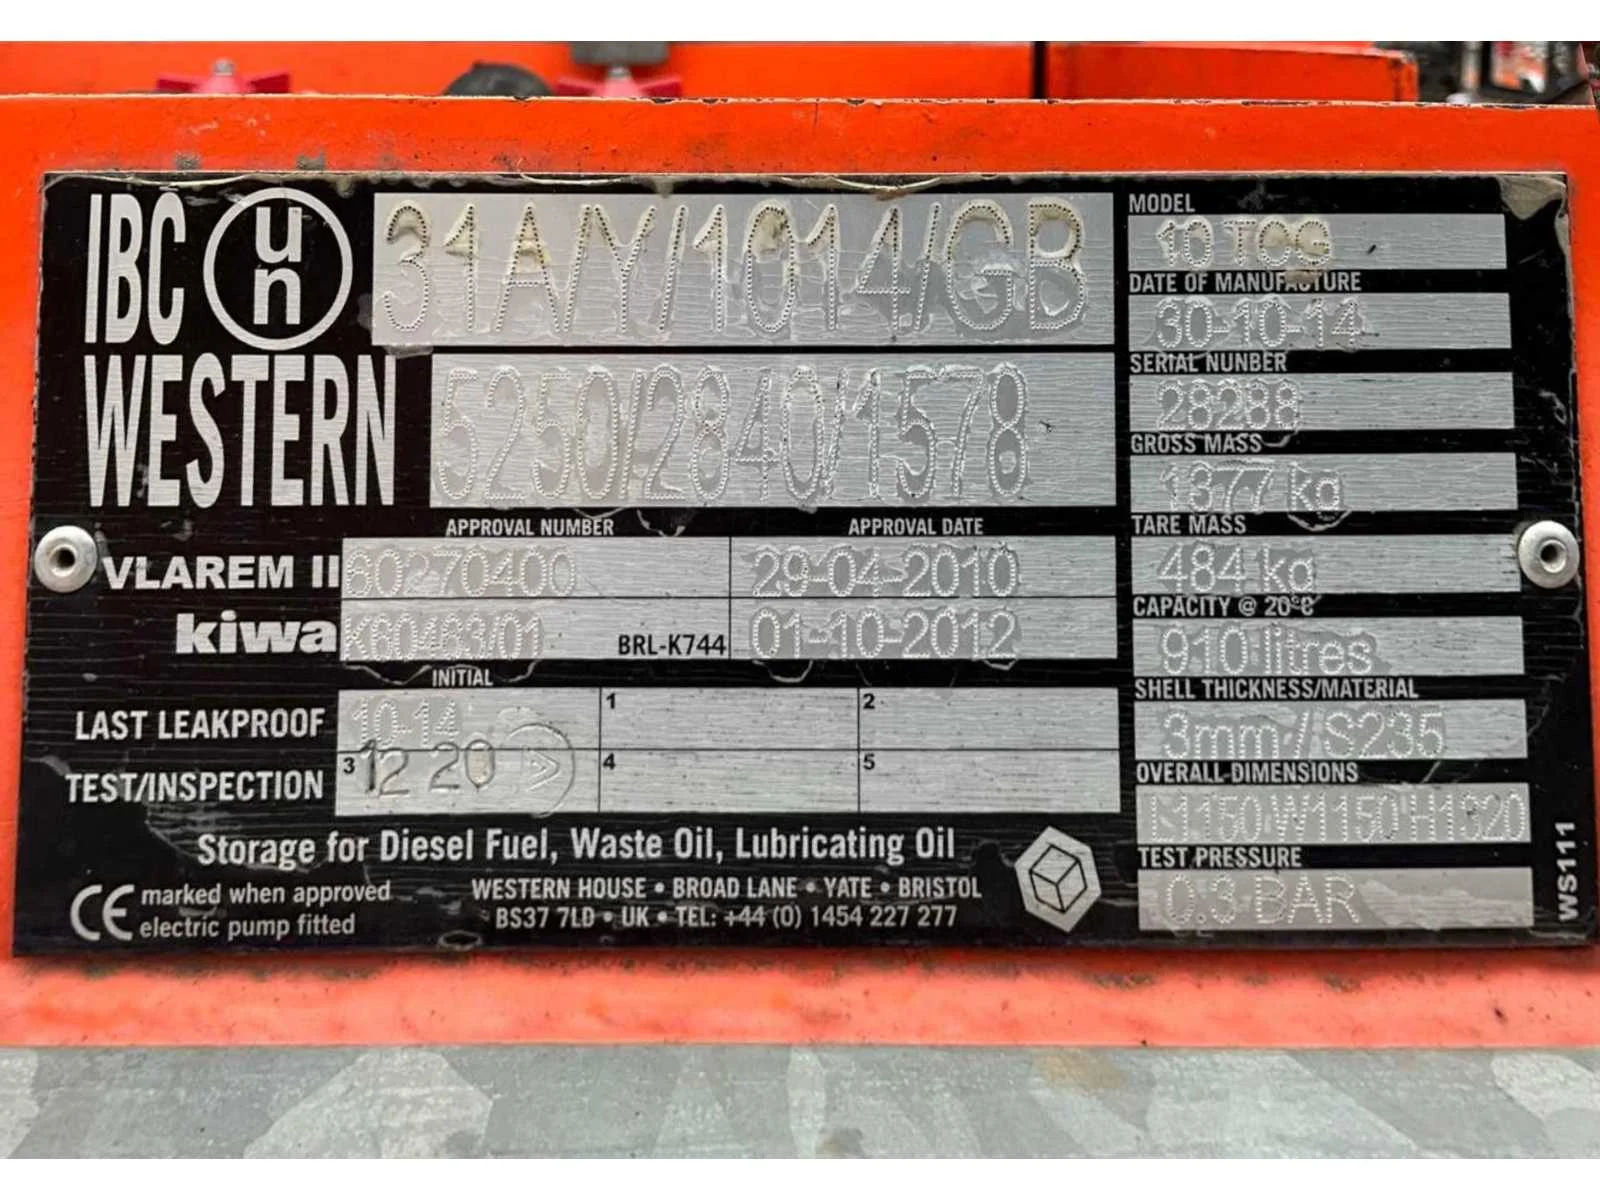 IBC
un
WESTERN
31A/Y/1014/GB
5250/2840/1578
APPROVAL NUMBER APPROVAL DATE
VLAREM II 60270400 29-04-2010
kiwa K60463/01 BRL-K744 01-10-2012
INITIAL
LAST LEAKPROOF 10-14 1 2
TEST/INSPECTION 3 12 20 4 5
Storage for Diesel Fuel, Waste Oil, Lubricating Oil
CE marked when approved
electric pump fitted
WESTERN HOUSE • BROAD LANE • YATE • BRISTOL
BS37 7LD • UK • TEL: +44 (0) 1454 227 277
MODEL
10 TCG
DATE OF MANUFACTURE
30-10-14
SERIAL NUNBER
28288
GROSS MASS
1377 kg
TARE MASS
484 kg
CAPACITY @ 20°C
910 litres
SHELL THICKNESS/MATERIAL
3mm / S235
OVERALL DIMENSIONS
L1150 W1150 H1320
TEST PRESSURE
0.3 BAR
WS111